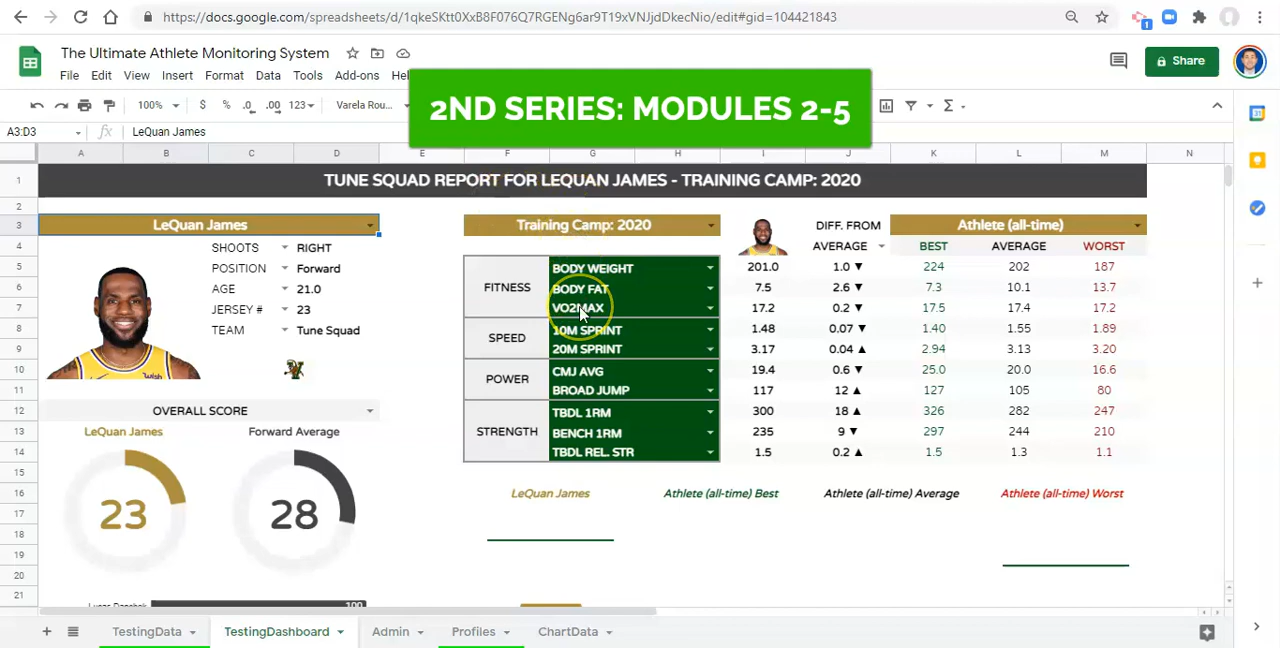 https://docs.google.com/spreadsheets/d/1qkeSKtt0XxB8F076Q7RGENg6ar9T19xVNJjdDkecNio/edit#gid=104421843
The Ultimate Athlete Monitoring System
File Edit View Insert Format Data Tools Add-ons Hel
Share
1
2ND SERIES: MODULES 2-5
100% $ % .0 .00 123 Varela Rou... Σ
A3:D3 fx LeQuan James
A B C D E F G H I J K L M N
1 TUNE SQUAD REPORT FOR LEQUAN JAMES - TRAINING CAMP: 2020
2
3 LeQuan James Training Camp: 2020 DIFF. FROM Athlete (all-time)
4 SHOOTS RIGHT AVERAGE BEST AVERAGE WORST
5 POSITION Forward FITNESS BODY WEIGHT 201.0 1.0 ▼ 224 202 187
6 AGE 21.0 BODY FAT 7.5 2.6 ▼ 7.3 10.1 13.7
7 JERSEY # 23 VO2MAX 17.2 0.2 ▼ 17.5 17.4 17.2
8 TEAM Tune Squad SPEED 10M SPRINT 1.48 0.07 ▼ 1.40 1.55 1.89
9 20M SPRINT 3.17 0.04 ▲ 2.94 3.13 3.20
10 POWER CMJ AVG 19.4 0.6 ▼ 25.0 20.0 16.6
11 BROAD JUMP 117 12 ▲ 127 105 80
12 OVERALL SCORE STRENGTH TBDL 1RM 300 18 ▲ 326 282 247
13 LeQuan James Forward Average BENCH 1RM 235 9 ▼ 297 244 210
14 TBDL REL. STR 1.5 0.2 ▲ 1.5 1.3 1.1
15
16 LeQuan James Athlete (all-time) Best Athlete (all-time) Average Athlete (all-time) Worst
17 23 28
18
19
20
21
100
TestingData TestingDashboard Admin Profiles ChartData